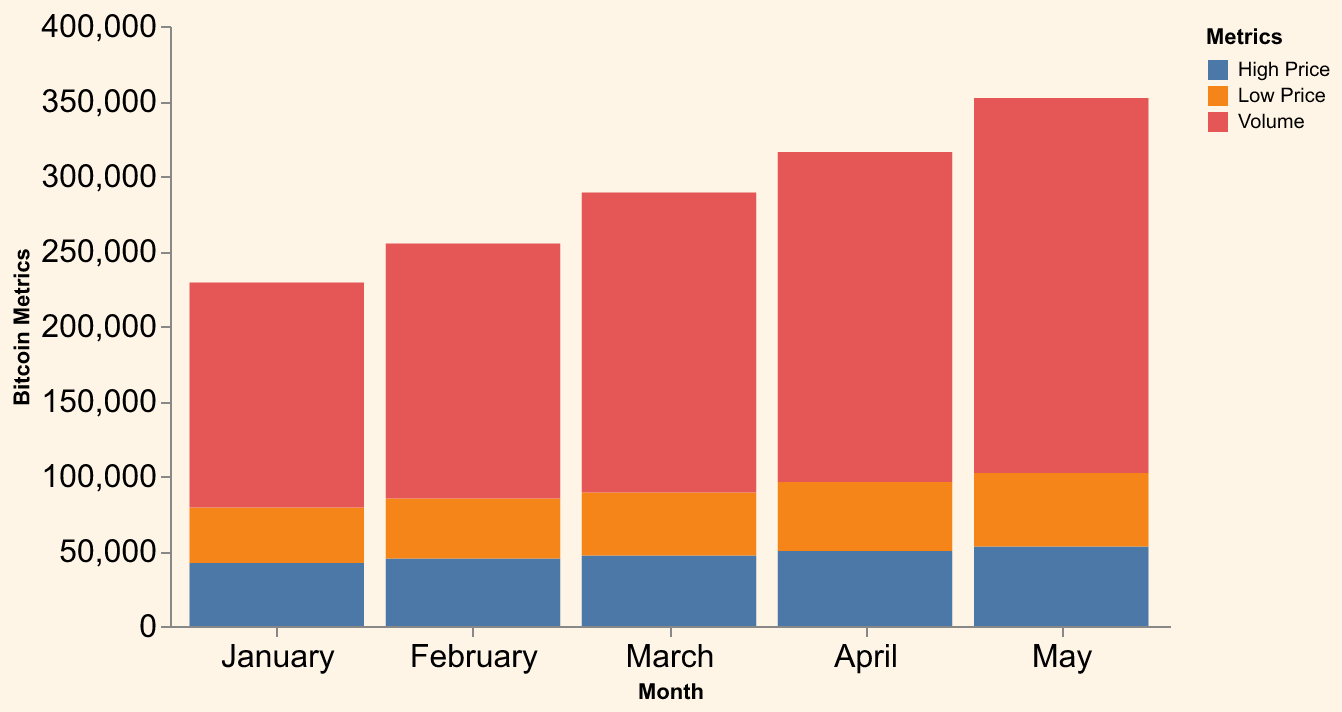 400,000
350,000
300,000
250,000
200,000
150,000
100,000
50,000
0
Bitcoin Metrics
January February March April May
Month
Metrics
High Price
Low Price
Volume